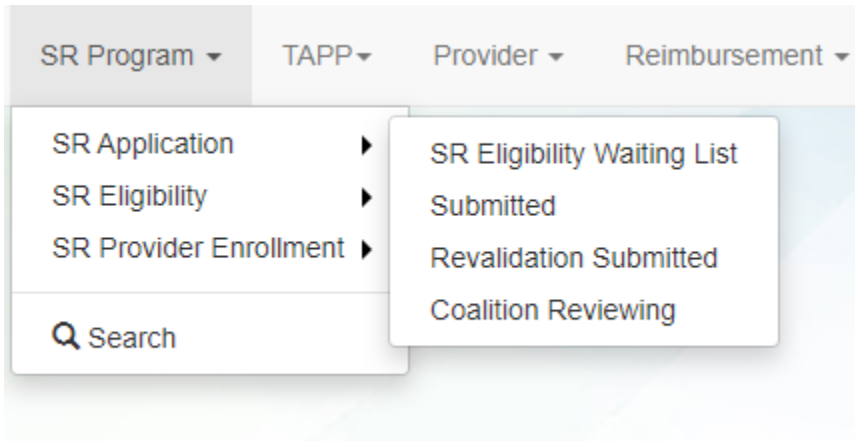 SR Program TAPP Provider Reimbursement
SR Application
SR Eligibility
SR Provider Enrollment
Search
SR Eligibility Waiting List
Submitted
Revalidation Submitted
Coalition Reviewing